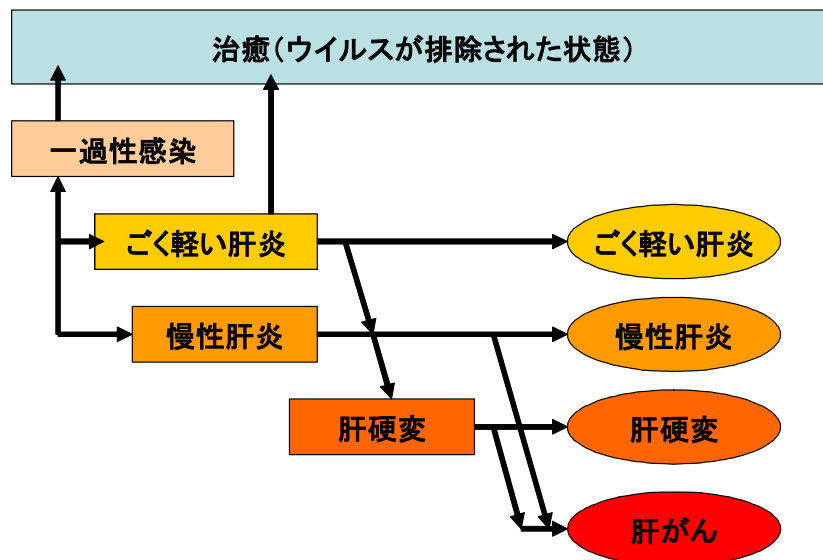 治癒(ウイルスが排除された状態)
一過性感染
ごく軽い肝炎
ごく軽い肝炎
慢性肝炎
慢性肝炎
肝硬変
肝硬変
肝がん